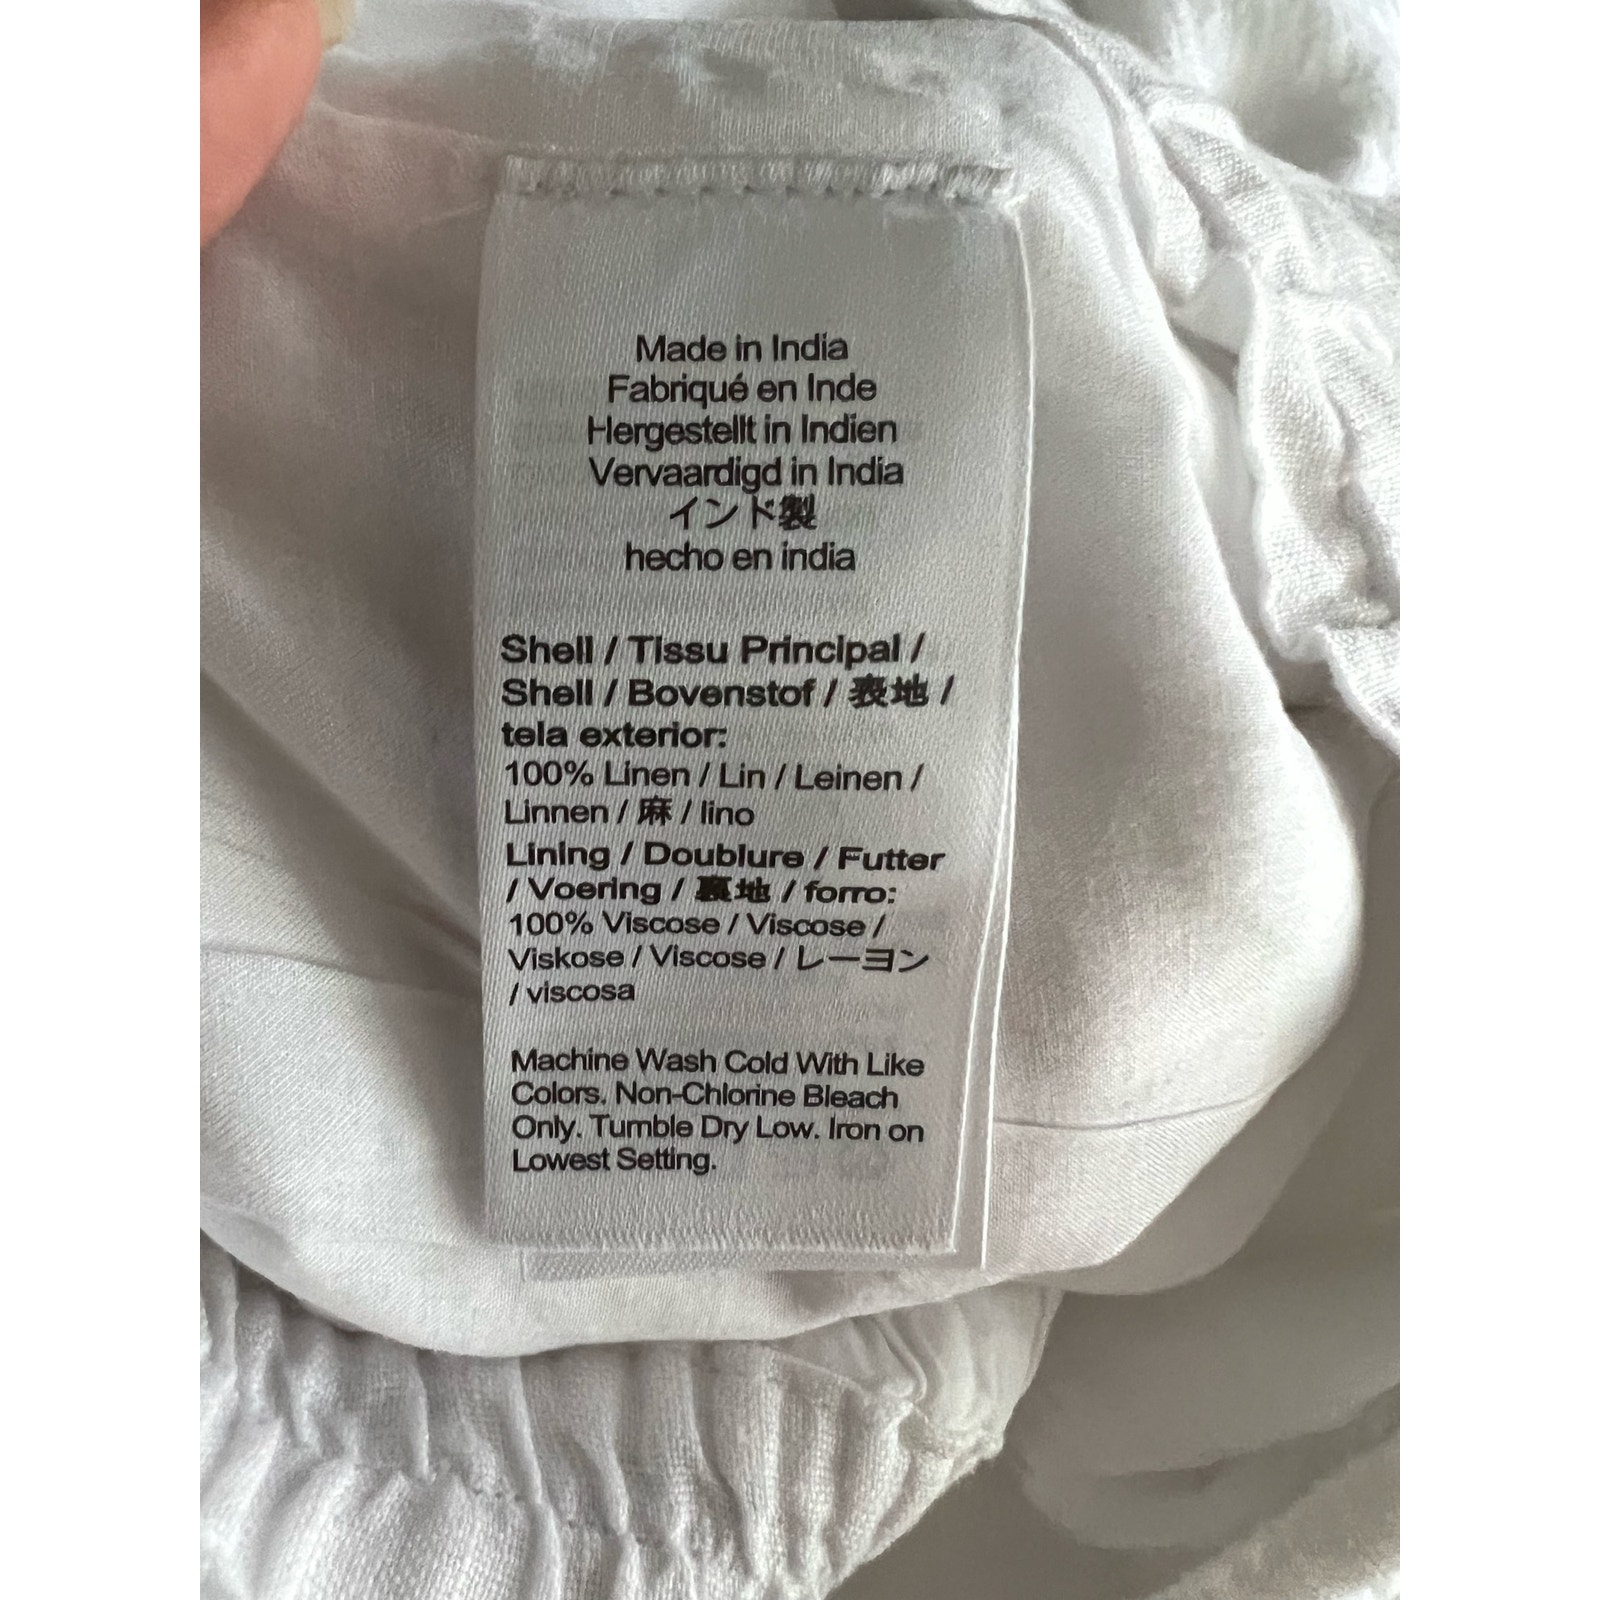 Made in India
Fabriqué en Inde
Hergestellt in Indien
Vervaardigd in India
インド製
hecho en india
Shell / Tissu Principal /
Shell / Bovenstof / 表地 /
tela exterior:
100% Linen / Lin / Leinen /
Linnen / 麻 / lino
Lining / Doublure / Futter
/ Voering / 裏地 / forro:
100% Viscose / Viscose /
Viskose / Viscose / レーヨン
/ viscosa
Machine Wash Cold With Like
Colors. Non-Chlorine Bleach
Only. Tumble Dry Low. Iron on
Lowest Setting.